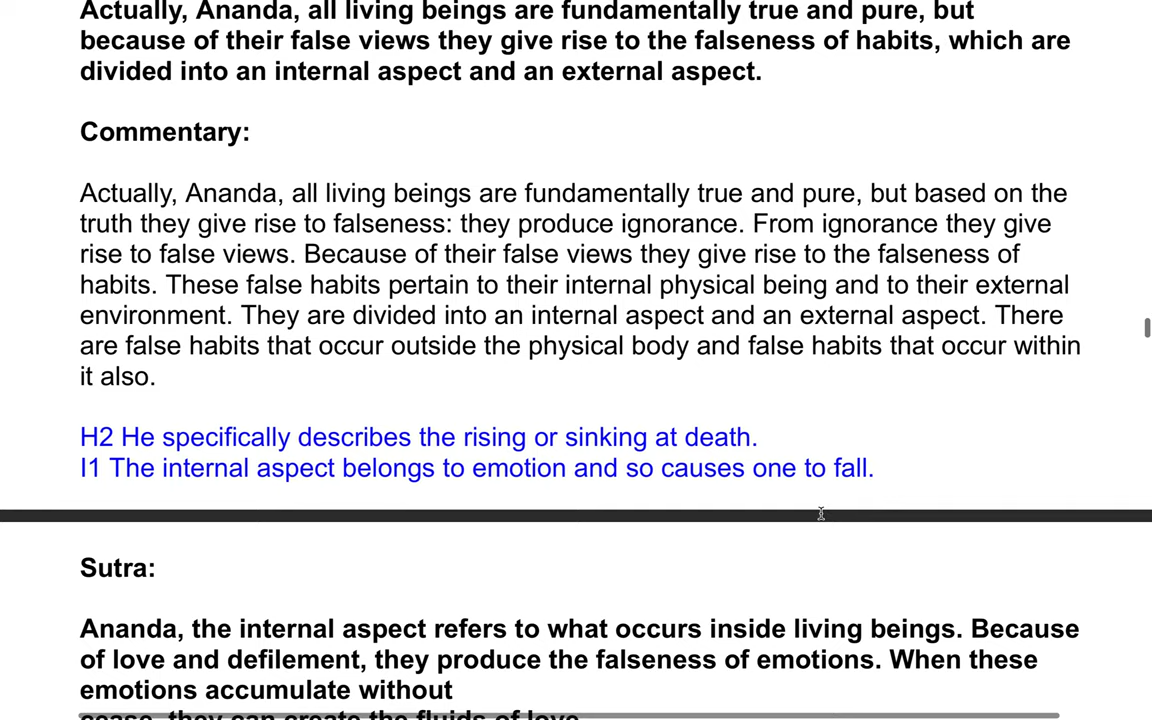 Actually, Ananda, all living beings are fundamentally true and pure, but
because of their false views they give rise to the falseness of habits, which are
divided into an internal aspect and an external aspect.
Commentary:
Actually, Ananda, all living beings are fundamentally true and pure, but based on the
truth they give rise to falseness: they produce ignorance. From ignorance they give
rise to false views. Because of their false views they give rise to the falseness of
habits. These false habits pertain to their internal physical being and to their external
environment. They are divided into an internal aspect and an external aspect. There
are false habits that occur outside the physical body and false habits that occur within
it also.
H2 He specifically describes the rising or sinking at death.
I1 The internal aspect belongs to emotion and so causes one to fall.
Sutra:
Ananda, the internal aspect refers to what occurs inside living beings. Because
of love and defilement, they produce the falseness of emotions. When these
emotions accumulate without
cease, they can create the fluids of love.